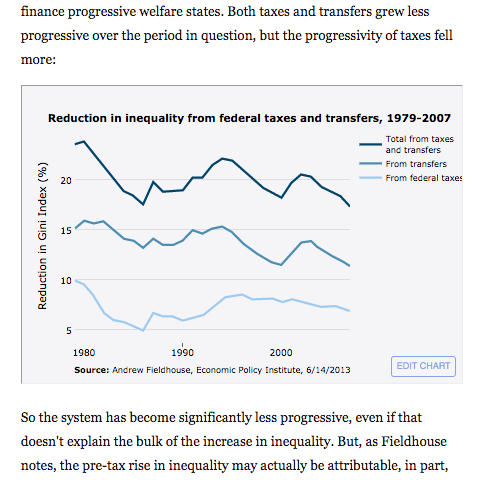 finance progressive welfare states. Both taxes and transfers grew less
progressive over the period in question, but the progressivity of taxes fell
more:
Reduction in inequality from federal taxes and transfers, 1979-2007
Total from taxes
and transfers
From transfers
From federal taxes
Reduction in Gini Index (%)
20
15
10
5
1980 1990 2000
Source: Andrew Fieldhouse, Economic Policy Institute, 6/14/2013
EDIT CHART
So the system has become significantly less progressive, even if that
doesn't explain the bulk of the increase in inequality. But, as Fieldhouse
notes, the pre-tax rise in inequality may actually be attributable, in part,